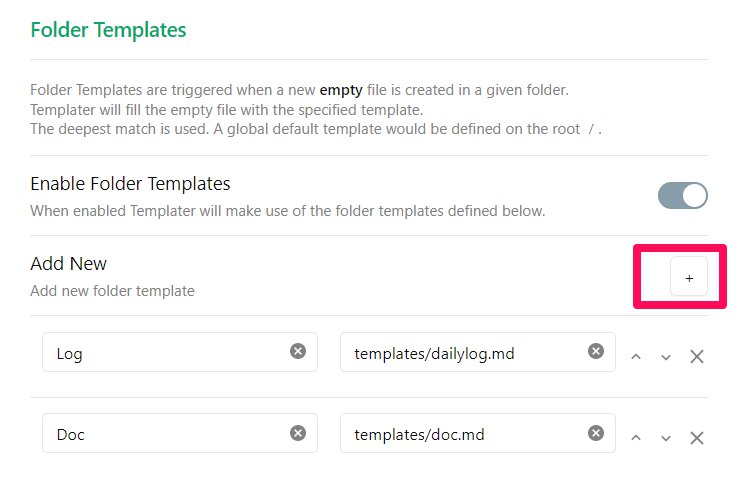 Folder Templates
Folder Templates are triggered when a new empty file is created in a given folder.
Templater will fill the empty file with the specified template.
The deepest match is used. A global default template would be defined on the root / .
Enable Folder Templates
When enabled Templater will make use of the folder templates defined below.
Add New
Add new folder template
+
Log
templates/dailylog.md
Doc
templates/doc.md